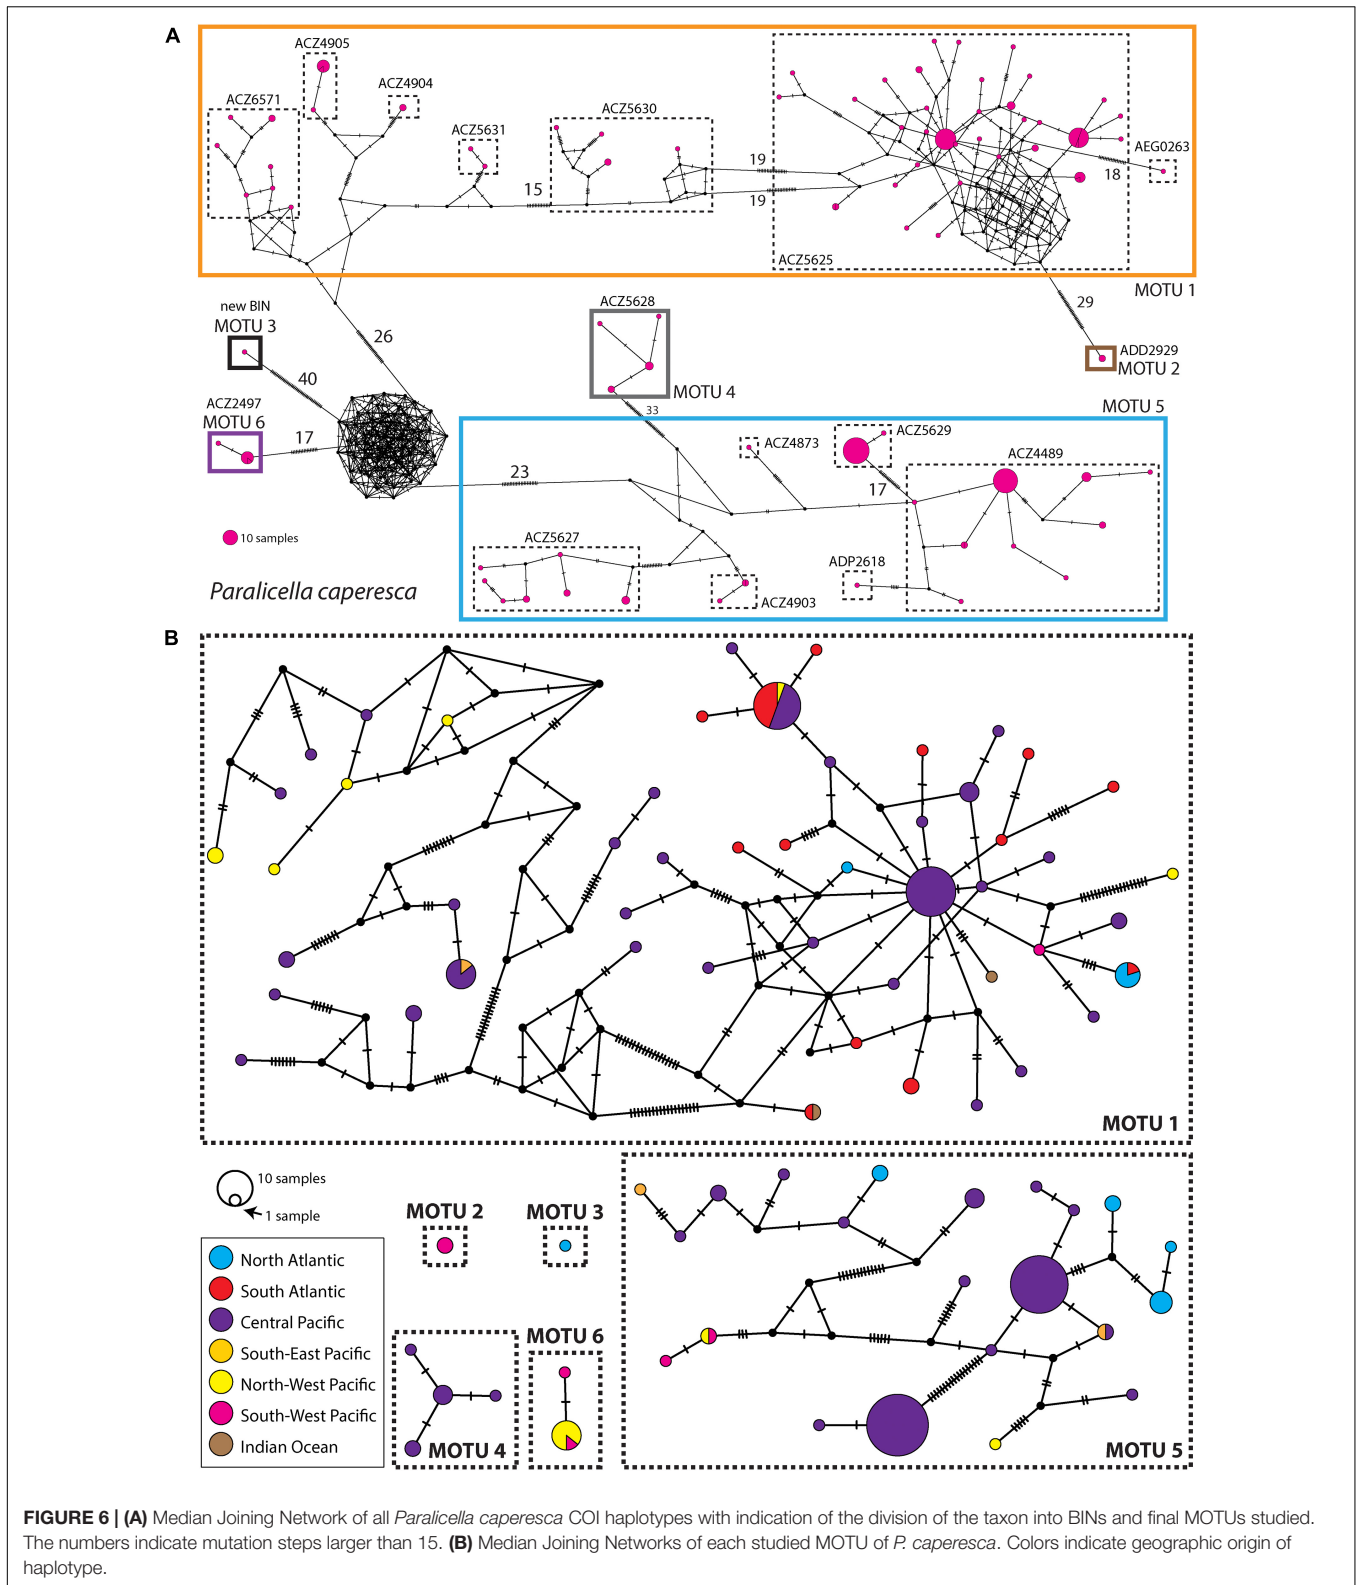 A
ACZ4905
ACZ4904
ACZ6571
ACZ5631
ACZ5630
15
19
19
18
AEG0263
ACZ5625
MOTU 1
29
ADD2929
MOTU 2
new BIN
MOTU 3
26
40
ACZ2497
MOTU 6
17
ACZ5628
MOTU 4
33
MOTU 5
23
ACZ4873
ACZ5629
ACZ4489
17
10 samples
ACZ5627
ACZ4903
ADP2618
Paralicella caperesca
B
MOTU 1
10 samples
1 sample
North Atlantic
South Atlantic
Central Pacific
South-East Pacific
North-West Pacific
South-West Pacific
Indian Ocean
MOTU 2
MOTU 3
MOTU 4
MOTU 6
MOTU 5
FIGURE 6 | (A) Median Joining Network of all Paralicella caperesca COI haplotypes with indication of the division of the taxon into BINs and final MOTUs studied.
The numbers indicate mutation steps larger than 15. (B) Median Joining Networks of each studied MOTU of P. caperesca. Colors indicate geographic origin of
haplotype.